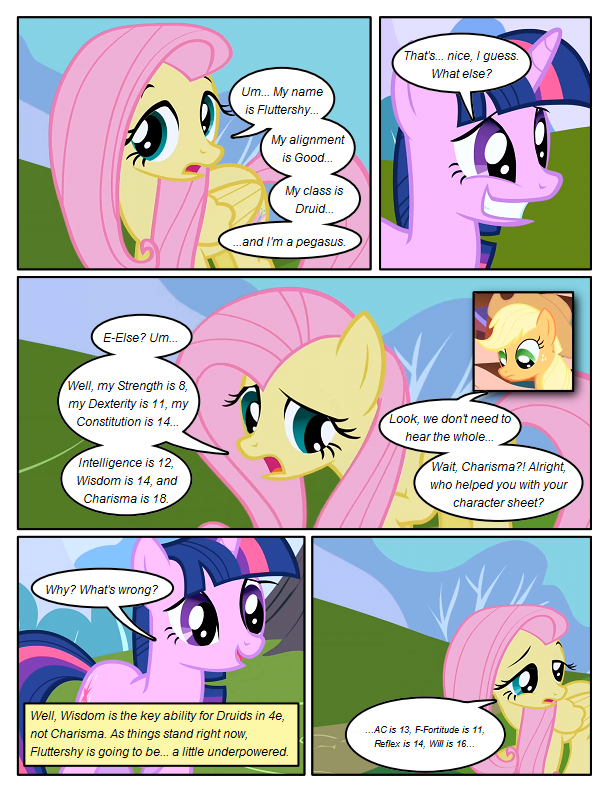 Um... My name
is Fluttershy...
My alignment
is Good...
My class is
Druid...
...and I'm a pegasus.
That's... nice, I guess.
What else?
E-Else? Um...
Well, my Strength is 8,
my Dexterity is 11, my
Constitution is 14...
Intelligence is 12,
Wisdom is 14, and
Charisma is 18.
Look, we don't need to
hear the whole...
Wait, Charisma?! Alright,
who helped you with your
character sheet?
Why? What's wrong?
Well, Wisdom is the key ability for Druids in 4e,
not Charisma. As things stand right now,
Fluttershy is going to be... a little underpowered.
...AC is 13, F-Fortitude is 11,
Reflex is 14, Will is 16...